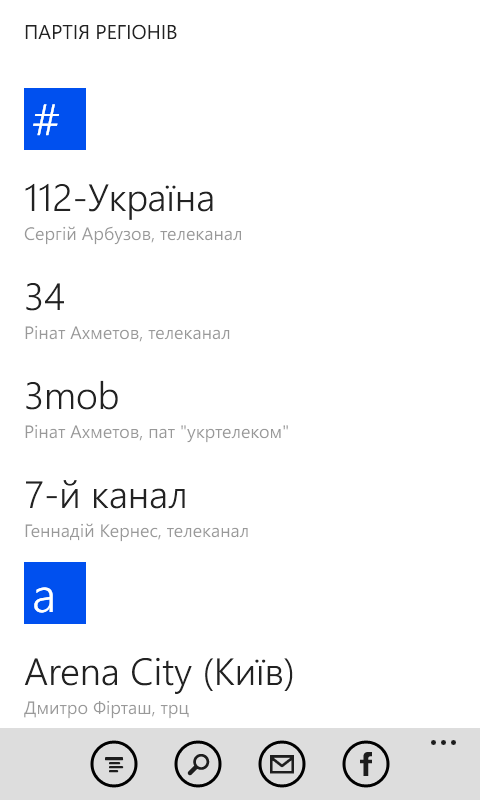 ПАРТІЯ РЕГІОНІВ
#
112-Україна
Сергій Арбузов, телеканал
34
Рінат Ахметов, телеканал
3mob
Рінат Ахметов, пат "укртелеком"
7-й канал
Геннадій Кернес, телеканал
a
Arena City (Київ)
Дмитро Фірташ, трц